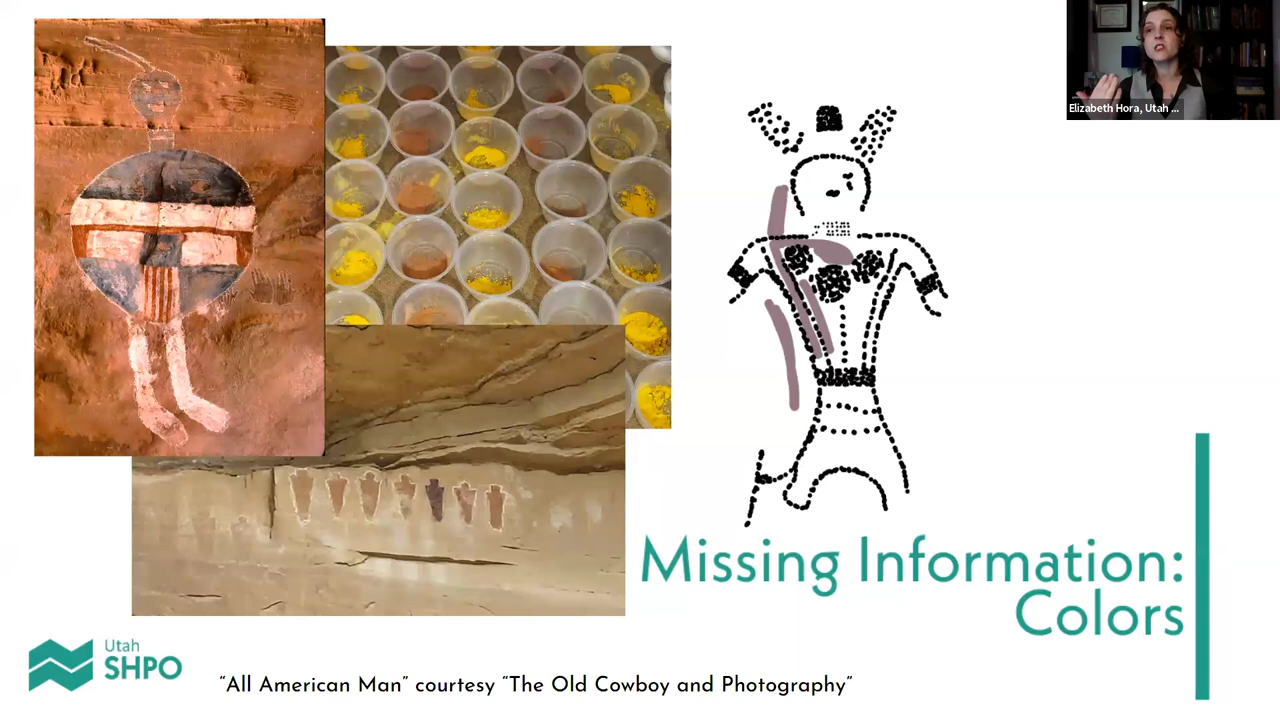 Elizabeth Hora, Utah ...
Missing Information:
Colors
Utah
SHPO
“All American Man” courtesy “The Old Cowboy and Photography”